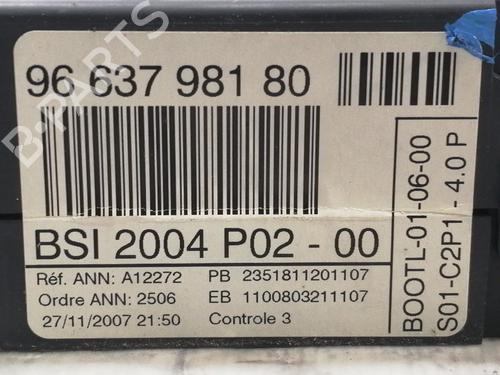 96 637 981 80
BSI 2004 P02 - 00
Réf. ANN: A12272 PB 2351811201107
Ordre ANN: 2506 EB 1100803211107
27/11/2007 21:50 Controle 3
BOOTL-01-06-00
S01-C2P1 - 4.0 P
B-PARTS